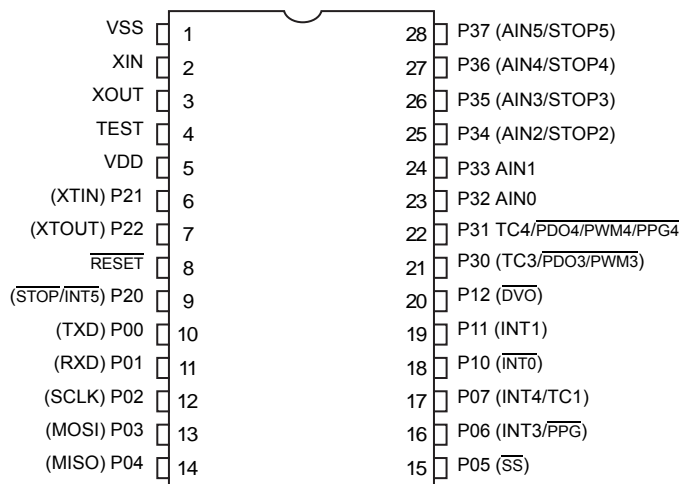 VSS 1 28 P37 (AIN5/STOP5)
XIN 2 27 P36 (AIN4/STOP4)
XOUT 3 26 P35 (AIN3/STOP3)
TEST 4 25 P34 (AIN2/STOP2)
VDD 5 24 P33 AIN1
(XTIN) P21 6 23 P32 AIN0
(XTOUT) P22 7 22 P31 TC4/PDO4/PWM4/PPG4
RESET 8 21 P30 (TC3/PDO3/PWM3)
(STOP/INT5) P20 9 20 P12 (DVO)
(TXD) P00 10 19 P11 (INT1)
(RXD) P01 11 18 P10 (INT0)
(SCLK) P02 12 17 P07 (INT4/TC1)
(MOSI) P03 13 16 P06 (INT3/PPG)
(MISO) P04 14 15 P05 (SS)